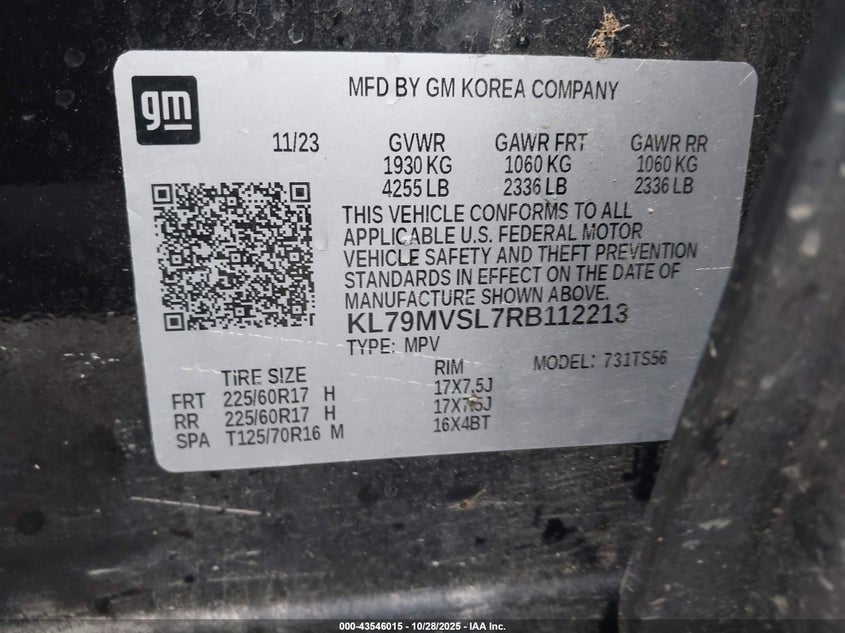 gm
MFD BY GM KOREA COMPANY
11/23 GVWR GAWR FRT GAWR RR
1930 KG 1060 KG 1060 KG
4255 LB 2336 LB 2336 LB
THIS VEHICLE CONFORMS TO ALL
APPLICABLE U.S. FEDERAL MOTOR
VEHICLE SAFETY AND THEFT PREVENTION
STANDARDS IN EFFECT ON THE DATE OF
MANUFACTURE SHOWN ABOVE.
KL79MVSL7RB112213
TYPE: MPV MODEL: 731TS56
TIRE SIZE RIM
FRT 225/60R17 H 17X7.5J
RR 225/60R17 H 17X7.5J
SPA T125/70R16 M 16X4BT
000-43546015 | 10/28/2025 | IAA Inc.